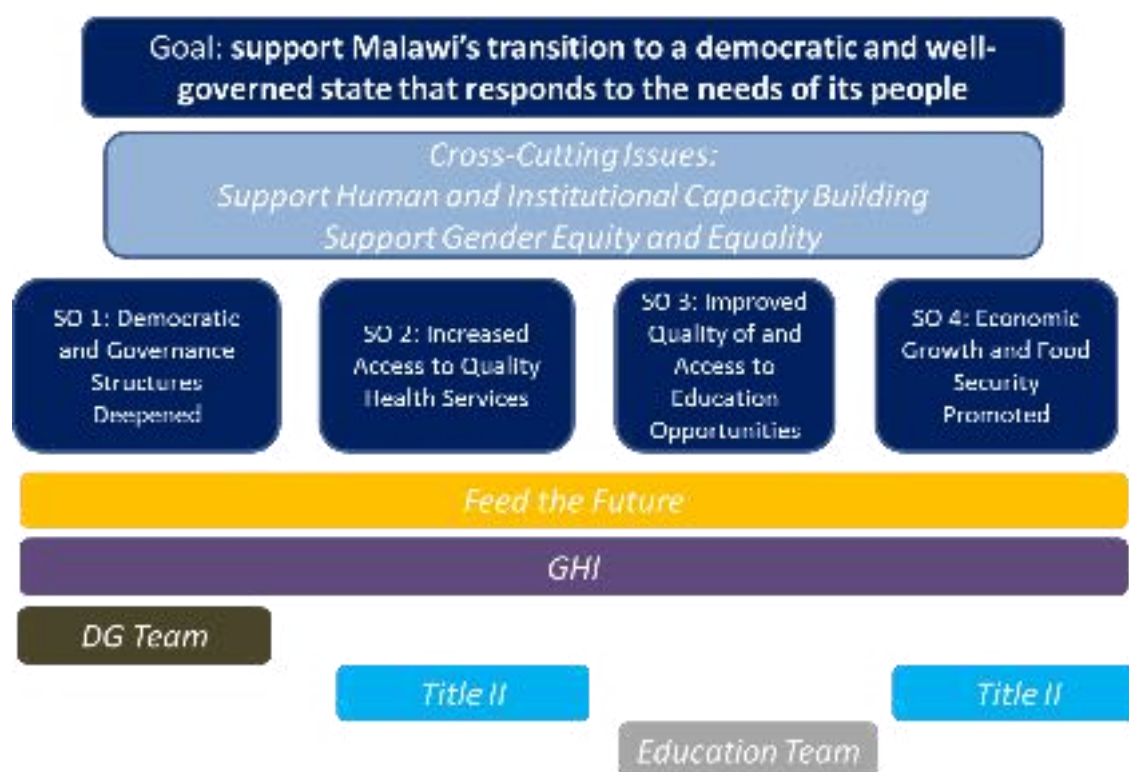 Goal: support Malawi's transition to a democratic and well-
governed state that responds to the needs of its people
Cross-Cutting Issues:
Support Human and Institutional Capacity Building
Support Gender Equity and Equality
SO 1: Democratic
and Governance
Structures
Deepened
SO 2: Increased
Access to Quality
Health Services
SO 3: Improved
Quality of and
Access to
Education
Opportunities
SO 4: Economic
Growth and Food
Security
Promoted
Feed the Future
GHI
DG Team
Title II
Title II
Education Team